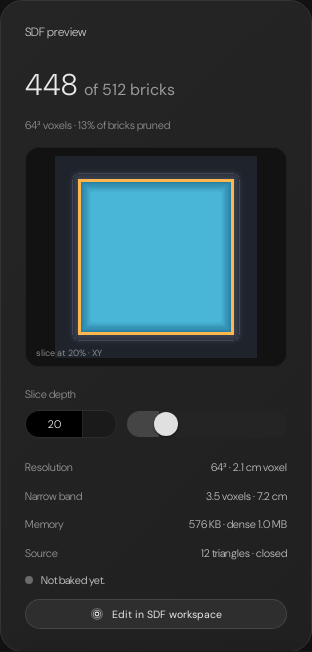 SDF preview
448 of 512 bricks
64³ voxels · 13% of bricks pruned
slice at 20% · XY
Slice depth
20
Resolution 64³ · 2.1 cm voxel
Narrow band 3.5 voxels · 7.2 cm
Memory 576 KB · dense 1.0 MB
Source 12 triangles · closed
Not baked yet.
Edit in SDF workspace